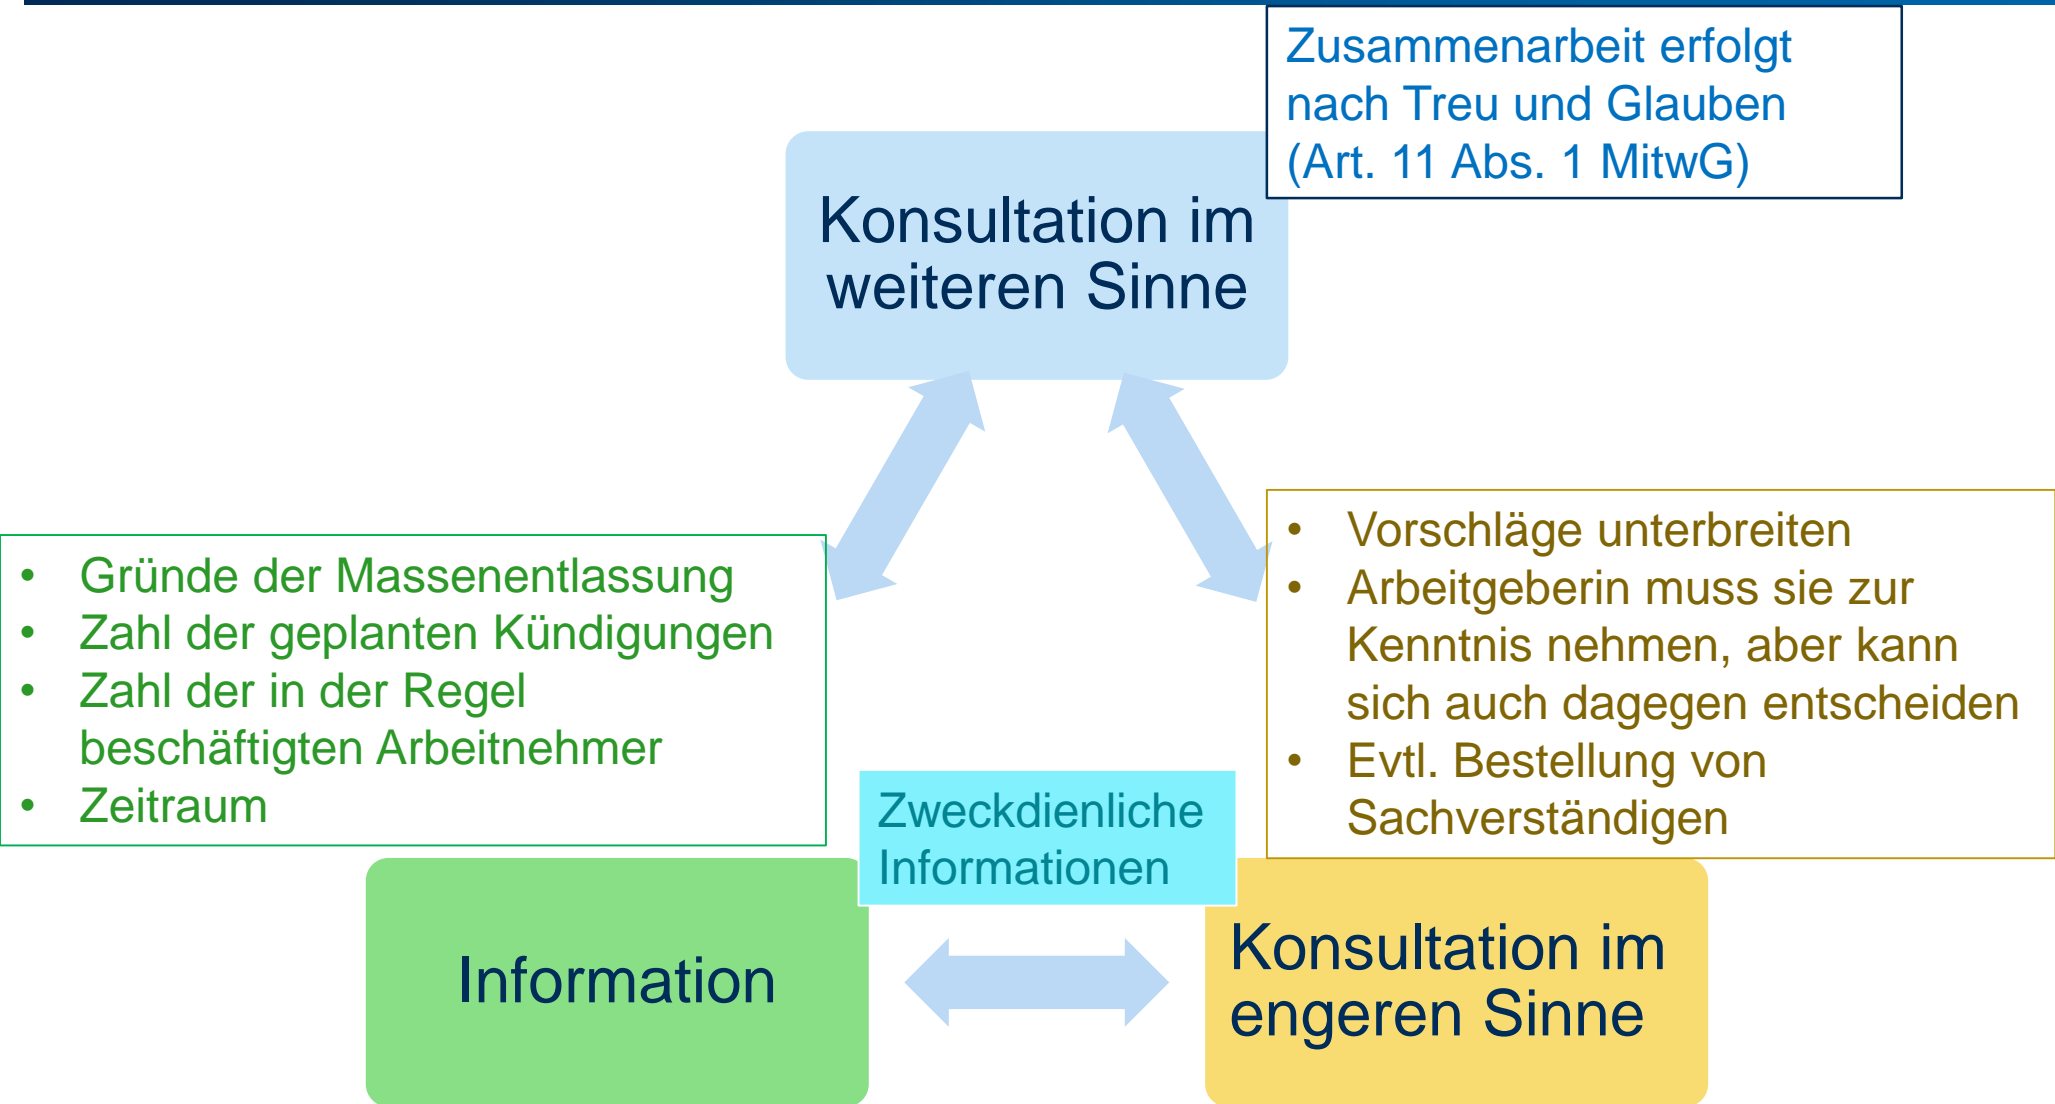 Zusammenarbeit erfolgt
nach Treu und Glauben
(Art. 11 Abs. 1 MitwG)
Konsultation im
weiteren Sinne
• Gründe der Massenentlassung
• Zahl der geplanten Kündigungen
• Zahl der in der Regel
beschäftigten Arbeitnehmer
• Zeitraum
• Vorschläge unterbreiten
• Arbeitgeberin muss sie zur
Kenntnis nehmen, aber kann
sich auch dagegen entscheiden
• Evtl. Bestellung von
Sachverständigen
Zweckdienliche
Informationen
Information
Konsultation im
engeren Sinne